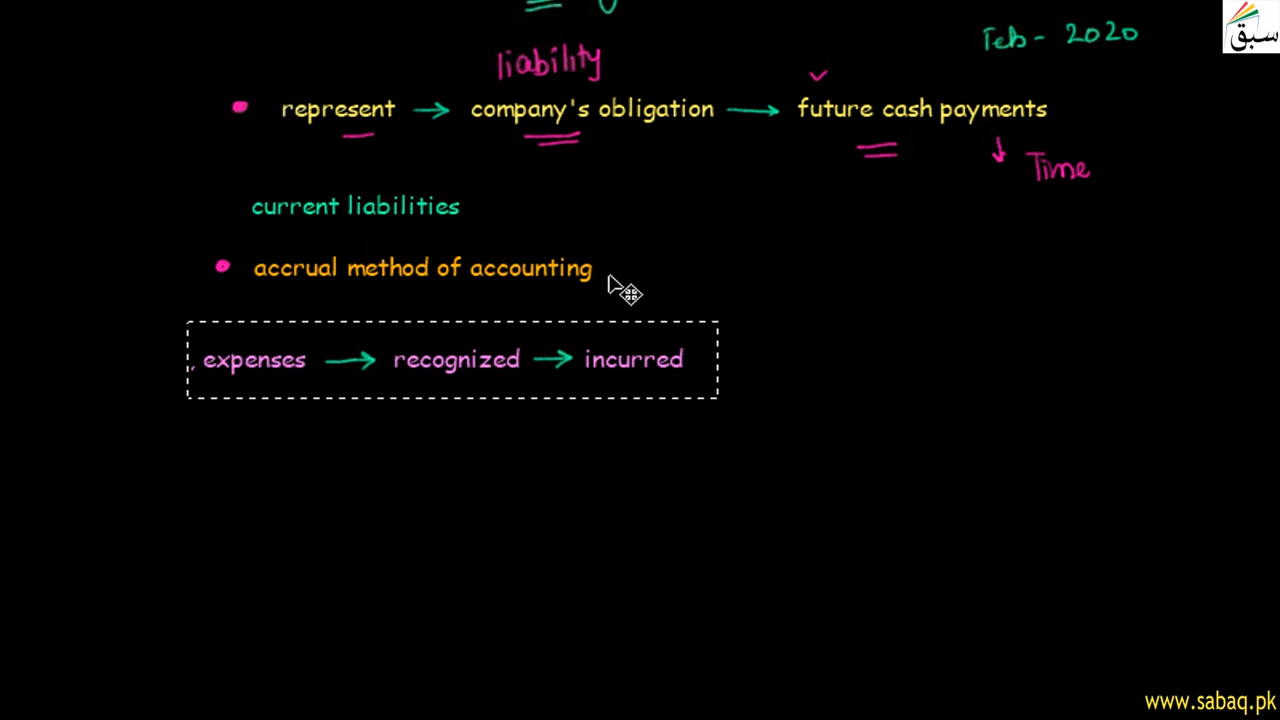 Feb - 2020
سبق
liability
represent → company's obligation → future cash payments
Time
current liabilities
accrual method of accounting
expenses → recognized → incurred
www.sabaq.pk